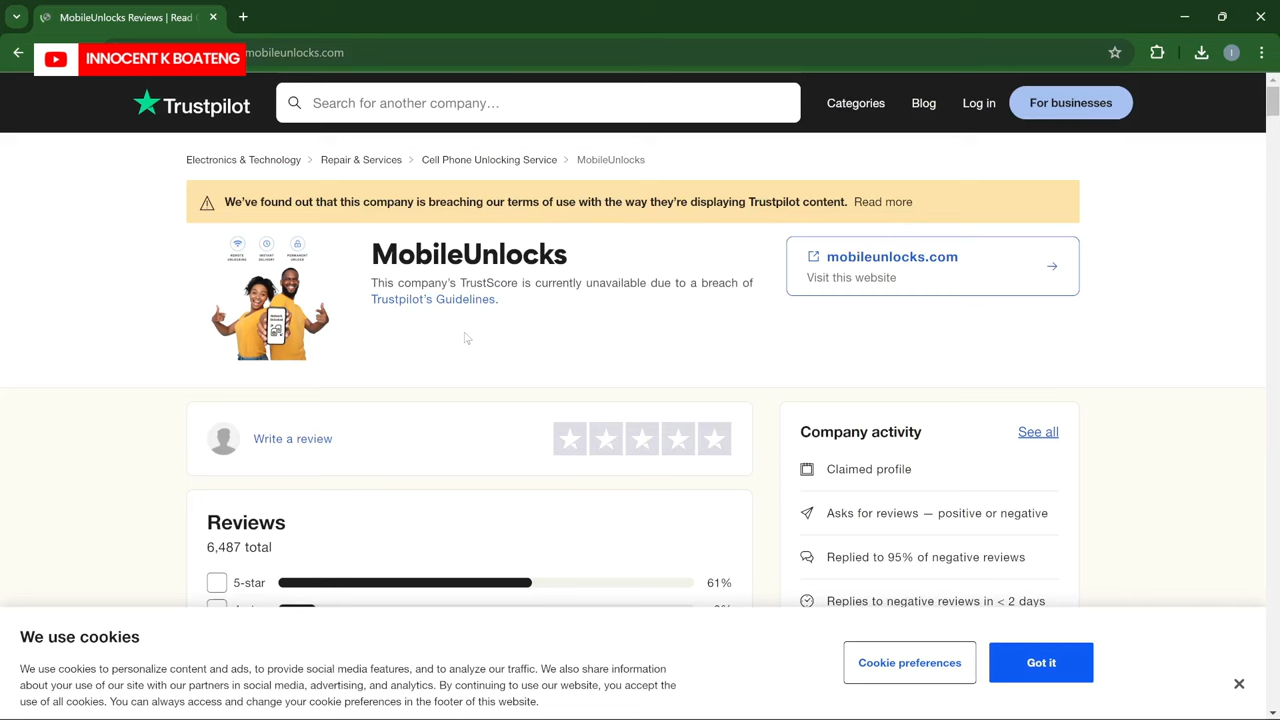 MobileUnlocks Reviews | Read
INNOCENT K BOATENG
mobileunlocks.com
Trustpilot
Search for another company…
Categories
Blog
Log in
For businesses
Electronics & Technology
Repair & Services
Cell Phone Unlocking Service
MobileUnlocks
We've found out that this company is breaching our terms of use with the way they're displaying Trustpilot content. Read more
MobileUnlocks
This company's TrustScore is currently unavailable due to a breach of
Trustpilot's Guidelines.
mobileunlocks.com
Visit this website
Write a review
Company activity
See all
Claimed profile
Asks for reviews — positive or negative
Replied to 95% of negative reviews
Replies to negative reviews in < 2 days
Reviews
6,487 total
5-star
61%
We use cookies
We use cookies to personalize content and ads, to provide social media features, and to analyze our traffic. We also share information
about your use of our site with our partners in social media, advertising, and analytics. By continuing to use our website, you accept the
use of all cookies. You can always access and change your cookie preferences in the footer of this website.
Cookie preferences
Got it